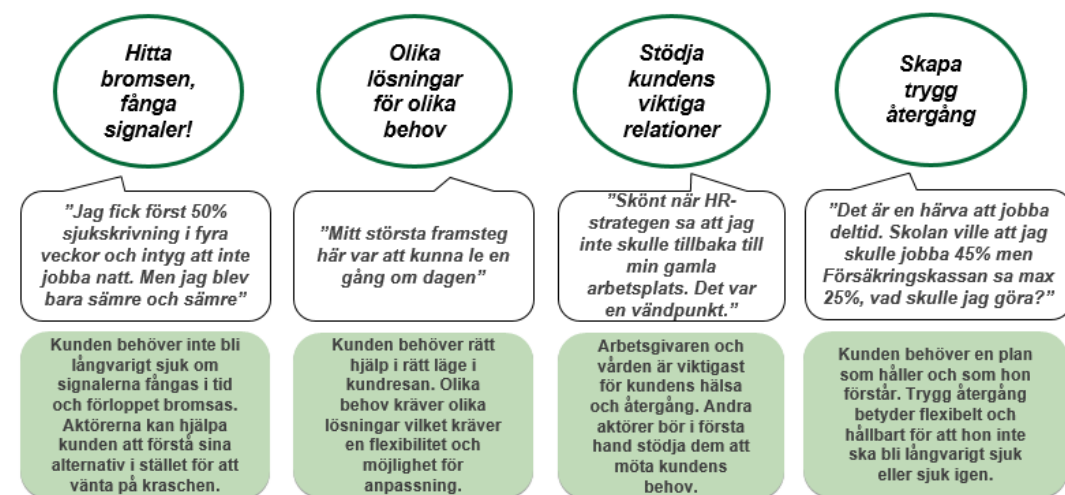 Hitta
bromsen,
fånga
signaler!
Olika
lösningar
för olika
behov
Stödja
kundens
viktiga
relationer
Skapa
trygg
återgång
”Jag fick först 50%
sjukskrivning i fyra
veckor och intyg att inte
jobba natt. Men jag blev
bara sämre och sämre”
”Mitt största framsteg
här var att kunna le en
gång om dagen”
”Skönt när HR-
strategen sa att jag
inte skulle tillbaka till
min gamla
arbetsplats. Det var
en vändpunkt.”
”Det är en härva att jobba
deltid. Skolan ville att jag
skulle jobba 45% men
Försäkringskassan sa max
25%, vad skulle jag göra?”
Kunden behöver inte bli
långvarigt sjuk om
signalerna fångas i tid
och förloppet bromsas.
Aktörerna kan hjälpa
kunden att förstå sina
alternativ i stället för att
vänta på kraschen.
Kunden behöver rätt
hjälp i rätt läge i
kundresan. Olika
behov kräver olika
lösningar vilket kräver
en flexibilitet och
möjlighet för
anpassning.
Arbetsgivaren och
vården är viktigast
för kundens hälsa
och återgång. Andra
aktörer bör i första
hand stödja dem att
möta kundens
behov.
Kunden behöver en plan
som håller och som hon
förstår. Trygg återgång
betyder flexibelt och
hållbart för att hon inte
ska bli långvarigt sjuk
eller sjuk igen.